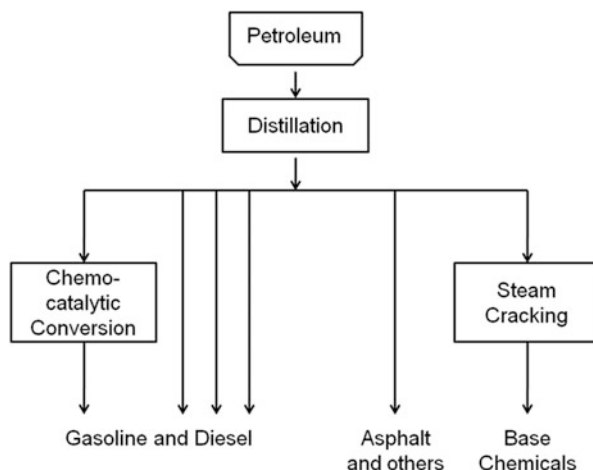 Petroleum
Distillation
Chemo-
catalytic
Conversion
Steam
Cracking
Gasoline and Diesel
Asphalt
and others
Base
Chemicals